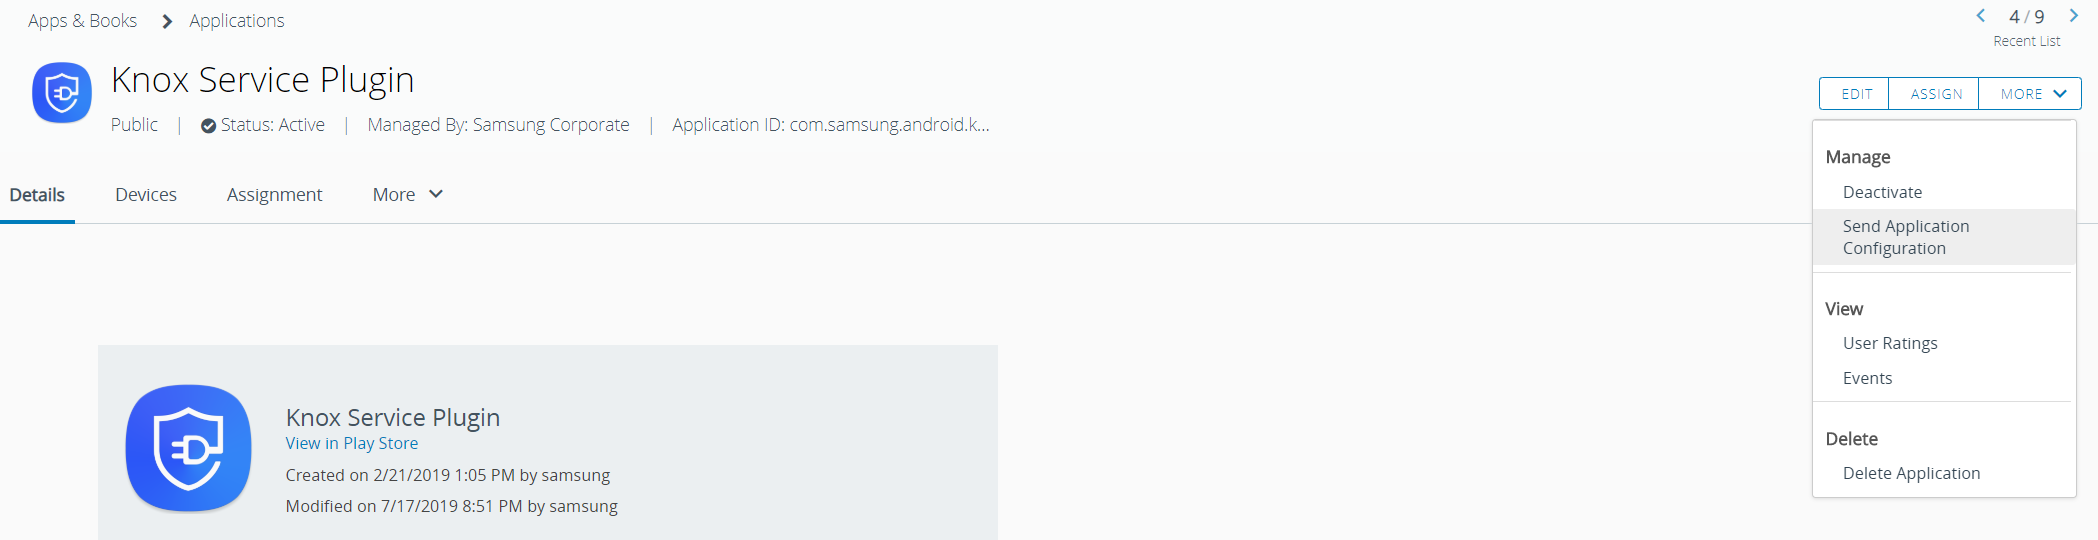 Apps & Books > Applications
4 / 9
Recent List
Knox Service Plugin
EDIT ASSIGN MORE
Public | Status: Active | Managed By: Samsung Corporate | Application ID: com.samsung.android.k...
Details Devices Assignment More
Manage
Deactivate
Send Application
Configuration
View
User Ratings
Events
Delete
Delete Application
Knox Service Plugin
View in Play Store
Created on 2/21/2019 1:05 PM by samsung
Modified on 7/17/2019 8:51 PM by samsung